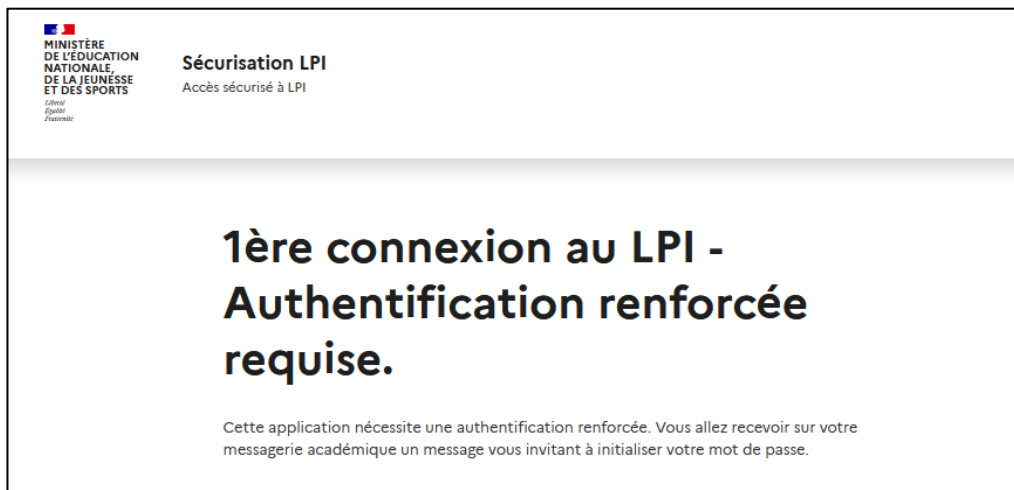 MINISTÈRE
DE L'ÉDUCATION
NATIONALE,
DE LA JEUNESSE
ET DES SPORTS
Liberté
Égalité
Fraternité
Sécurisation LPI
Accès sécurisé à LPI
1ère connexion au LPI -
Authentification renforcée
requise.
Cette application nécessite une authentification renforcée. Vous allez recevoir sur votre
messagerie académique un message vous invitant à initialiser votre mot de passe.